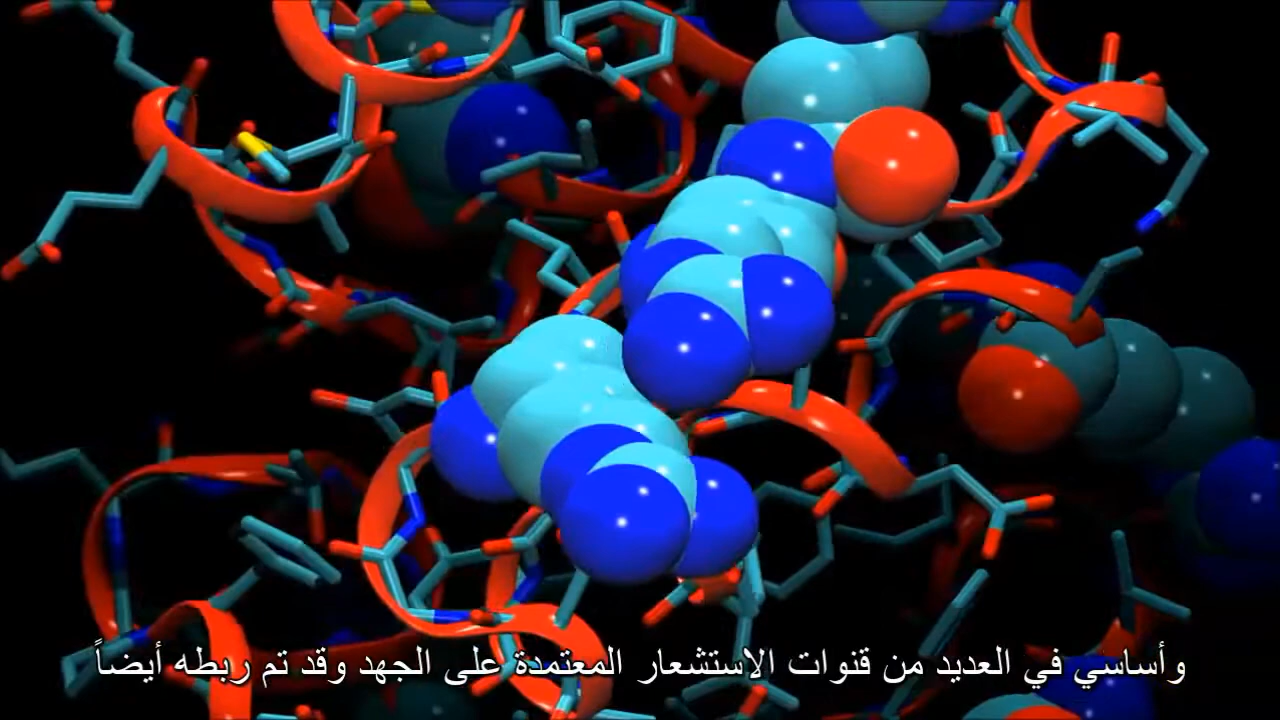 وأساسي في العديد من قنوات الاستشعار المعتمدة على الجهد وقد تم ربطه أيضاً